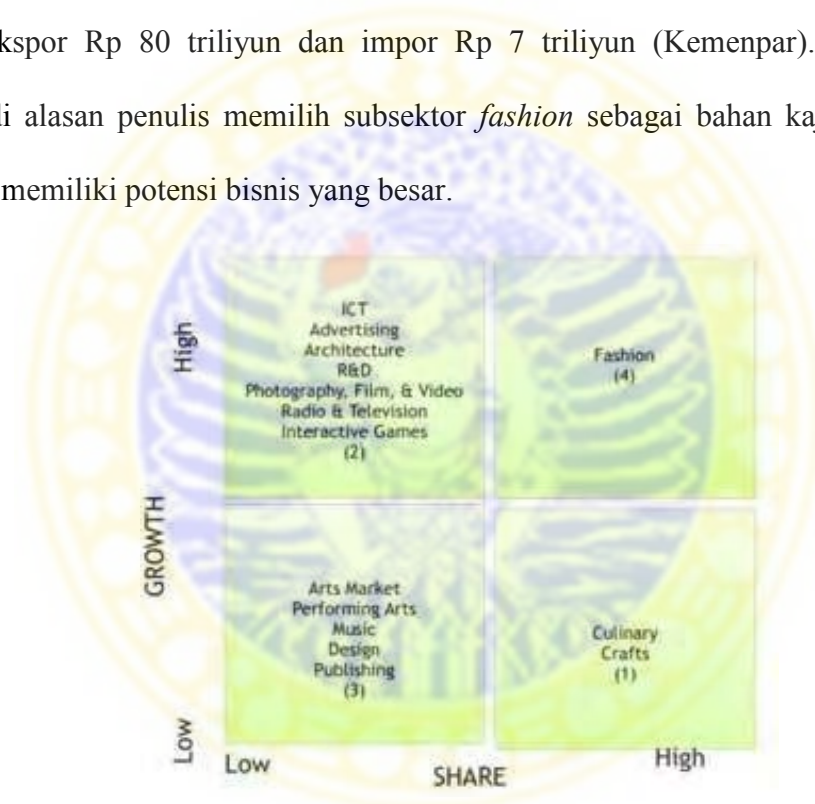 kspor Rp 80 triliyun dan impor Rp 7 triliyun (Kemenpar).
di alasan penulis memilih subsektor fashion sebagai bahan ka
memiliki potensi bisnis yang besar.
High
ICT
Advertising
Architecture
R&D
Photography, Film, & Video
Radio & Television
Interactive Games
(2)
Fashion
(4)
GROWTH
Arts Market
Performing Arts
Music
Design
Publishing
(3)
Culinary
Crafts
(1)
Low
Low
SHARE
High